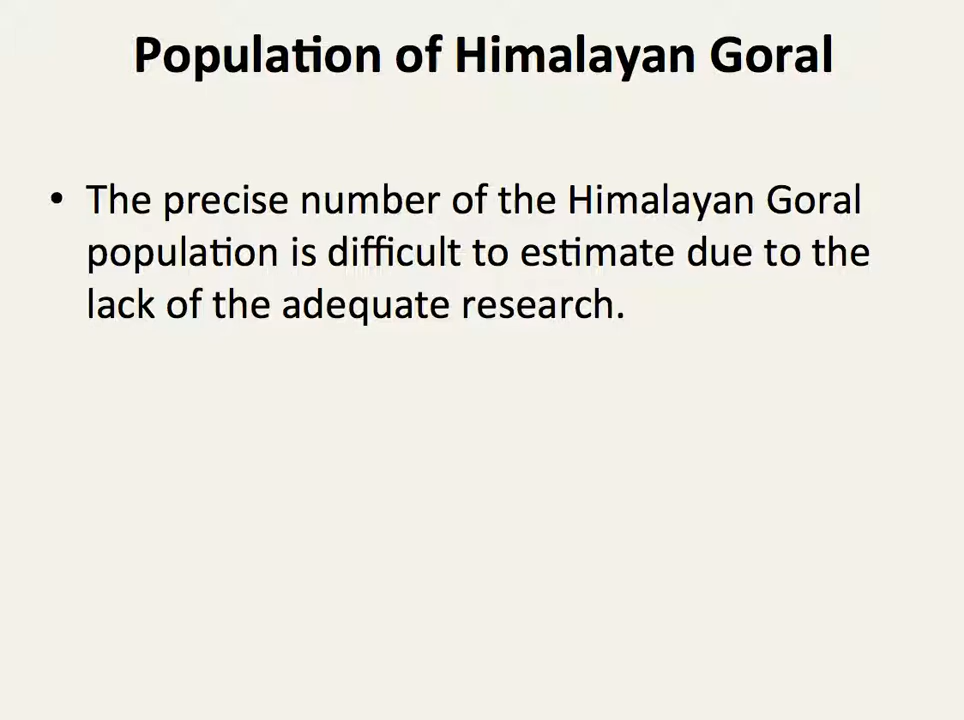 Population of Himalayan Goral
• The precise number of the Himalayan Goral
population is difficult to estimate due to the
lack of the adequate research.